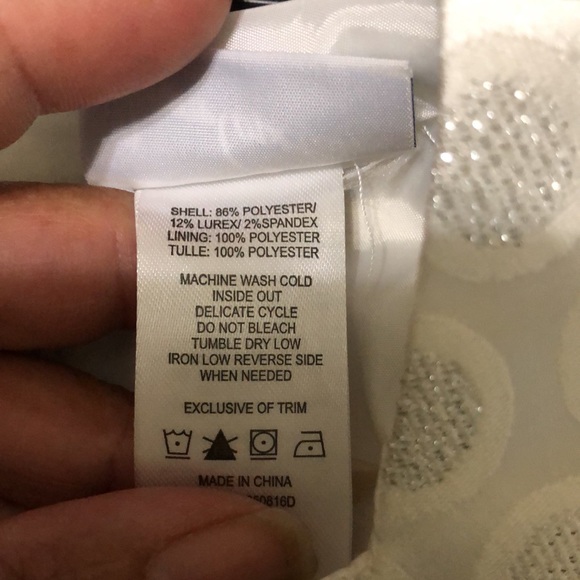 SHELL: 86% POLYESTER/
12% LUREX/ 2%SPANDEX
LINING: 100% POLYESTER
TULLE: 100% POLYESTER
MACHINE WASH COLD
INSIDE OUT
DELICATE CYCLE
DO NOT BLEACH
TUMBLE DRY LOW
IRON LOW REVERSE SIDE
WHEN NEEDED
EXCLUSIVE OF TRIM
MADE IN CHINA
60816D